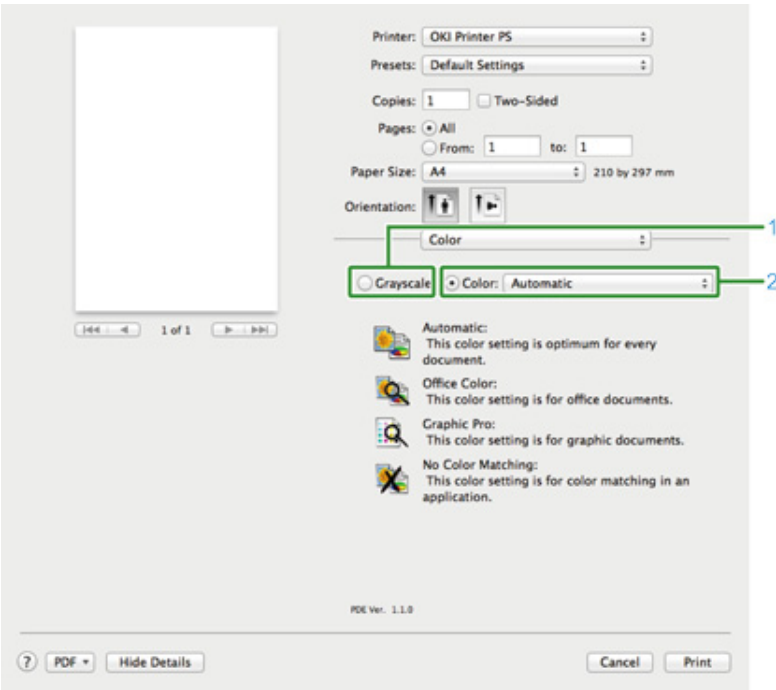 Printer: OKI Printer PS
Presets: Default Settings
Copies: 1 Two-Sided
Pages: All
From: 1 to: 1
Paper Size: A4 210 by 297 mm
Orientation:
Color
1
Grayscale Color: Automatic
2
1 of 1
Automatic:
This color setting is optimum for every
document.
Office Color:
This color setting is for office documents.
Graphic Pro:
This color setting is for graphic documents.
No Color Matching:
This color setting is for color matching in an
application.
PDE Ver. 1.1.0
? PDF Hide Details Cancel Print